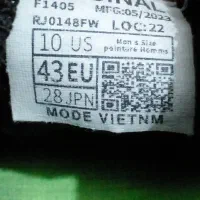 F1405 MFG:05/2023
RJ0148FW LOC:22
10 US Men's Size
pointure Homme
43 EU
28 JPN
MODE VIETNM